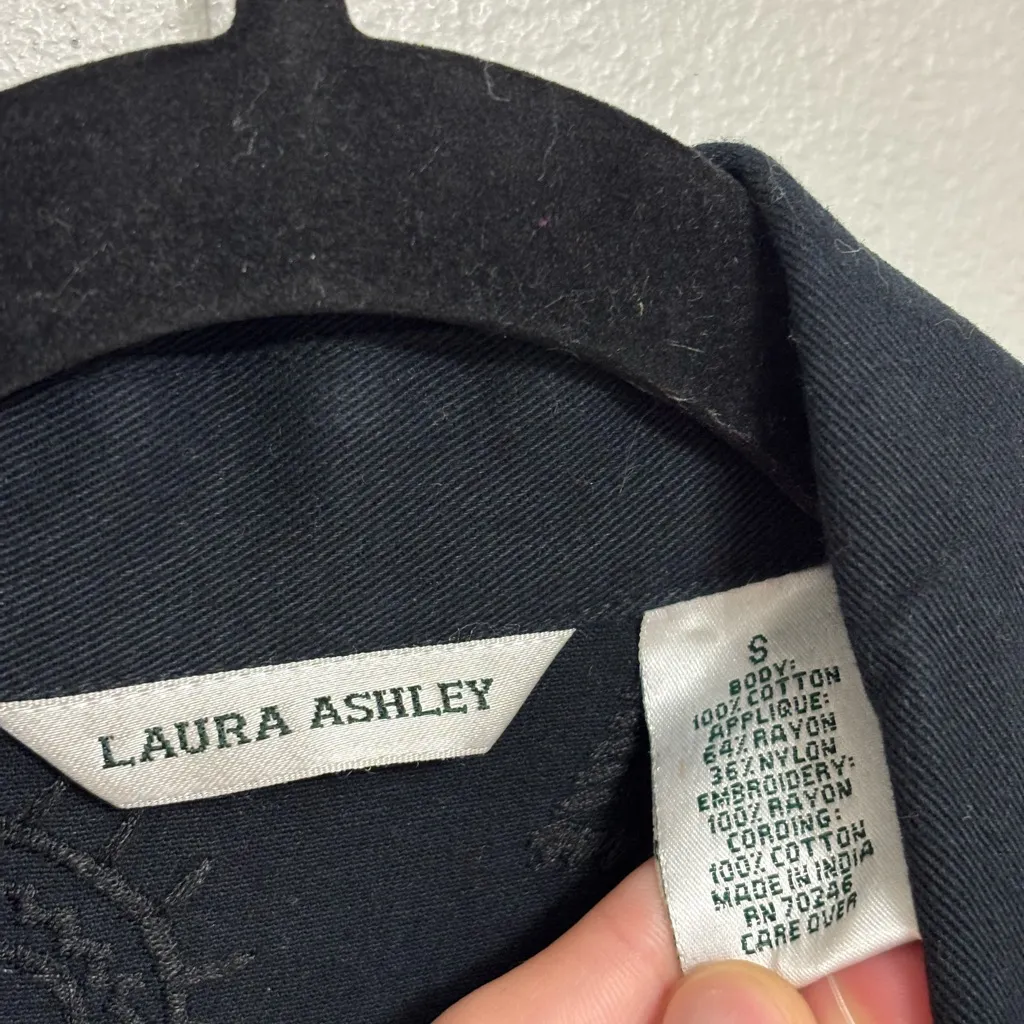 LAURA ASHLEY
S
BODY:
100% COTTON
APPLIQUE:
64% RAYON
36% NYLON
EMBROIDERY:
100% RAYON
CORDING:
100% COTTON
MADE IN INDIA
RN 70246
CARE OVER